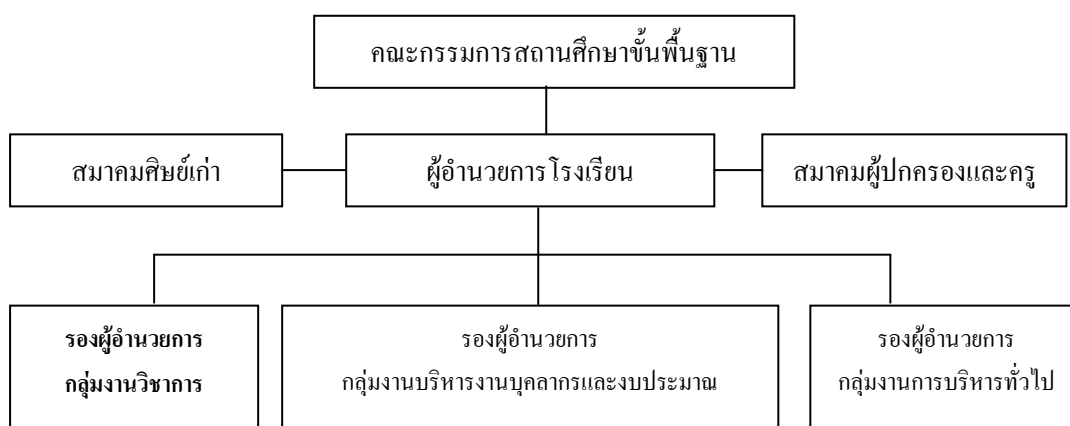 คณะกรรมการสถานศึกษาขั้นพื้นฐาน
สมาคมศิษย์เก่า
ผู้อำนวยการโรงเรียน
สมาคมผู้ปกครองและครู
รองผู้อำนวยการ
กลุ่มงานวิชาการ
รองผู้อำนวยการ
กลุ่มงานบริหารงานบุคลากรและงบประมาณ
รองผู้อำนวยการ
กลุ่มงานการบริหารทั่วไป